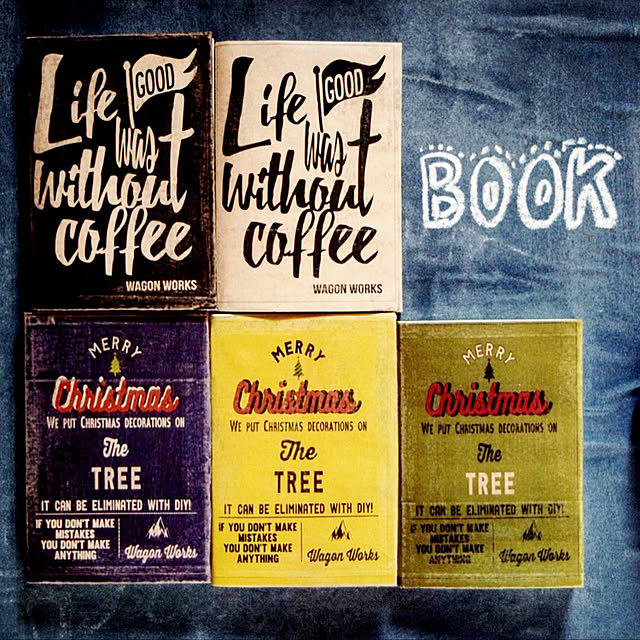 Life
GOOD
wasn't
without
coffee
WAGON WORKS
Life
GOOD
wasn't
without
coffee
WAGON WORKS
BOOK
MERRY
Christmas
WE PUT CHRISTMAS DECORATIONS ON
The
TREE
IT CAN BE ELIMINATED WITH DIY!
IF YOU DON'T MAKE
MISTAKES
YOU DON'T MAKE
ANYTHING
Wagon Works
MERRY
Christmas
WE PUT CHRISTMAS DECORATIONS ON
The
TREE
IT CAN BE ELIMINATED WITH DIY!
IF YOU DON'T MAKE
MISTAKES
YOU DON'T MAKE
ANYTHING
Wagon Works
MERRY
Christmas
WE PUT CHRISTMAS DECORATIONS ON
The
TREE
IT CAN BE ELIMINATED WITH DIY!
IF YOU DON'T MAKE
MISTAKES
YOU DON'T MAKE
ANYTHING
Wagon Works